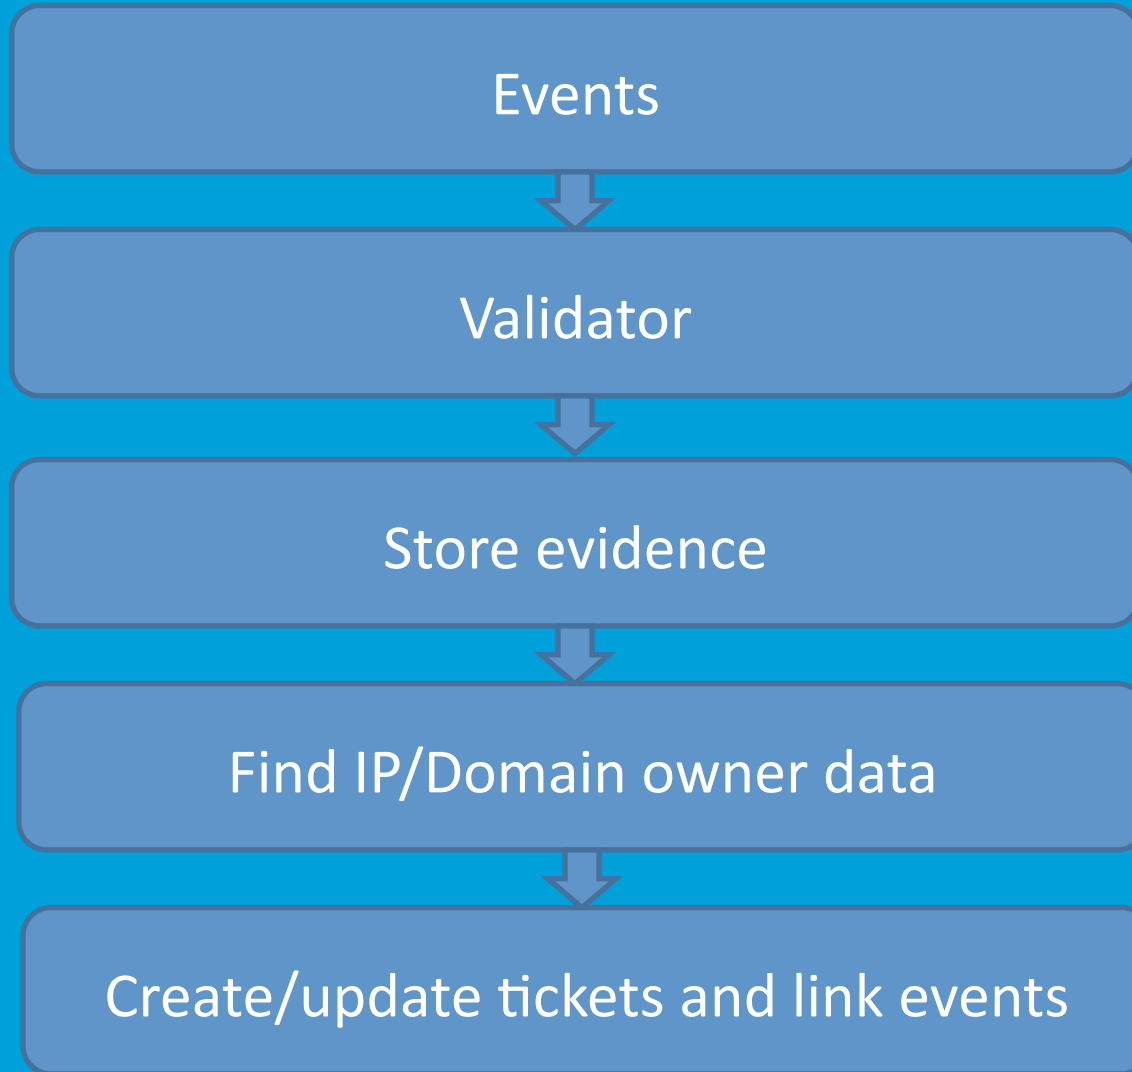 Events
Validator
Store evidence
Find IP/Domain owner data
Create/update tickets and link events